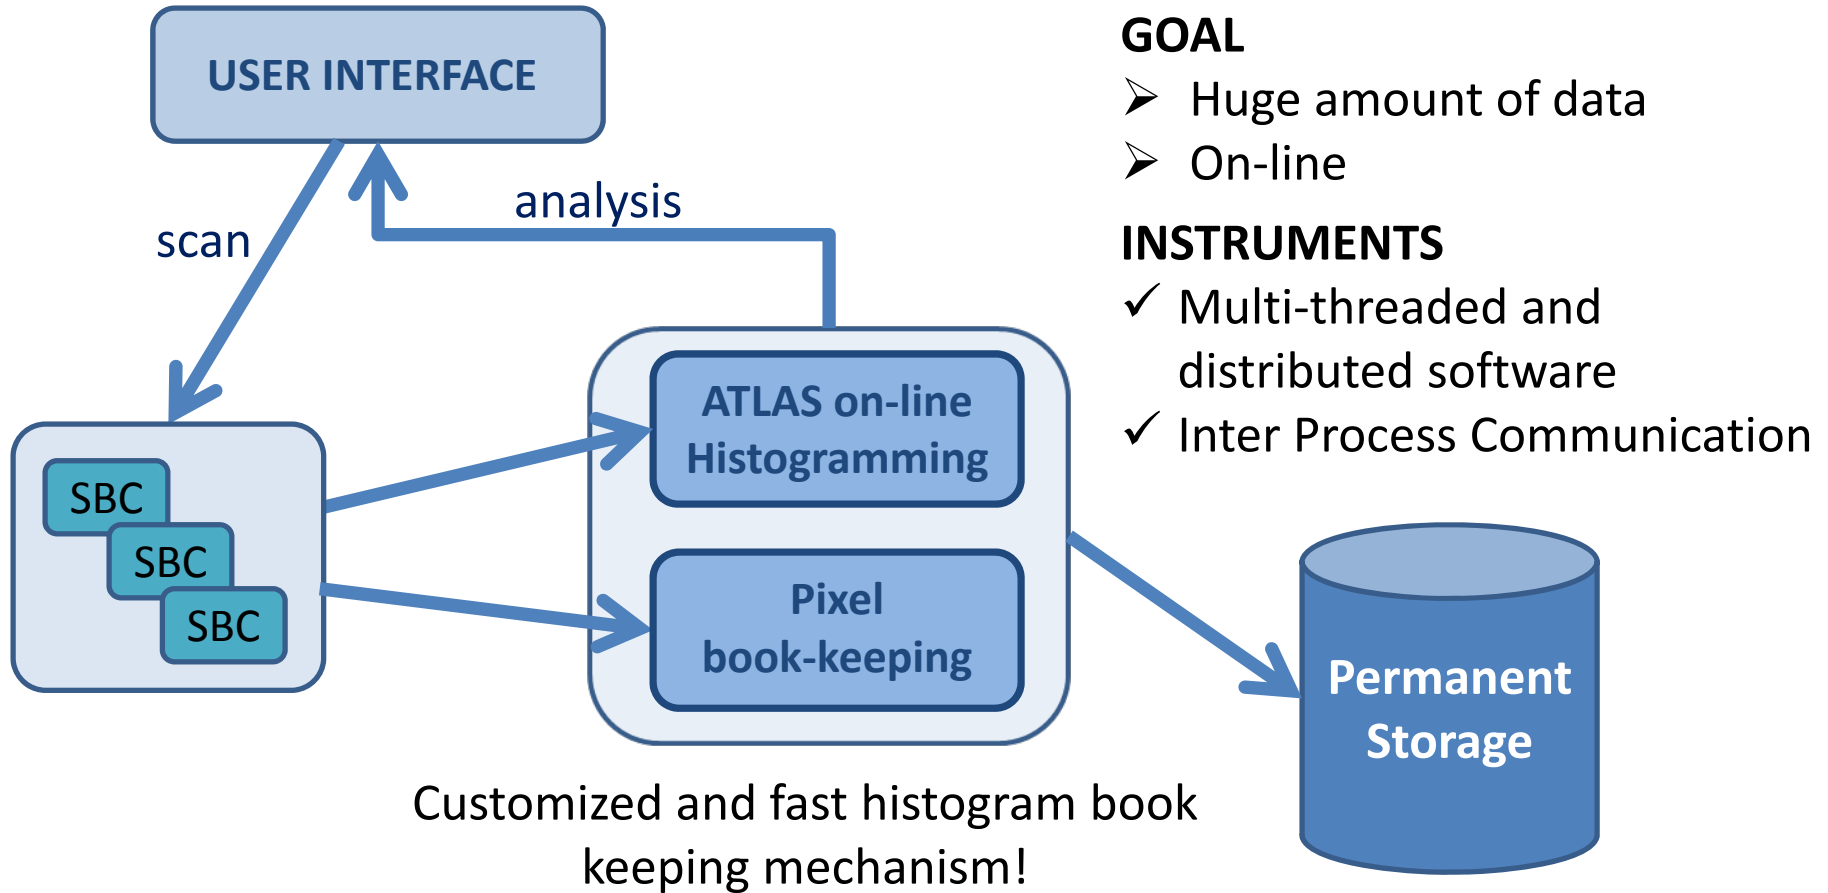 USER INTERFACE
scan
analysis
SBC
SBC
SBC
ATLAS on-line
Histogramming
Pixel
book-keeping
Customized and fast histogram book
keeping mechanism!
GOAL
Huge amount of data
On-line
INSTRUMENTS
Multi-threaded and
distributed software
Inter Process Communication
Permanent
Storage